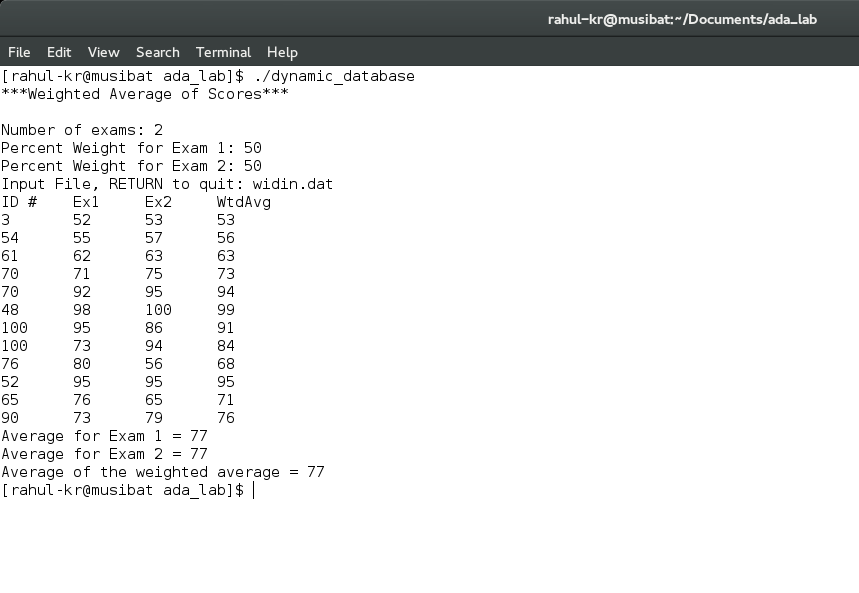 rahul-kr@musibat:~/Documents/ada_lab
File Edit View Search Terminal Help
[rahul-kr@musibat ada_lab]$ ./dynamic_database
***Weighted Average of Scores***
Number of exams: 2
Percent Weight for Exam 1: 50
Percent Weight for Exam 2: 50
Input File, RETURN to quit: widin.dat
ID #    Ex1     Ex2     WtdAvg
3       52      53      53
54      55      57      56
61      62      63      63
70      71      75      73
70      92      95      94
48      98      100     99
100     95      86      91
100     73      94      84
76      80      56      68
52      95      95      95
65      76      65      71
90      73      79      76
Average for Exam 1 = 77
Average for Exam 2 = 77
Average of the weighted average = 77
[rahul-kr@musibat ada_lab]$